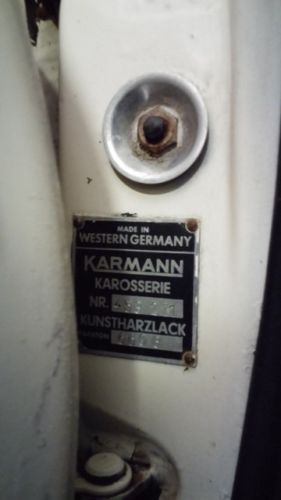 MADE IN
WESTERN GERMANY
KARMANN
KAROSSERIE
NR.
KUNSTHARZLACK